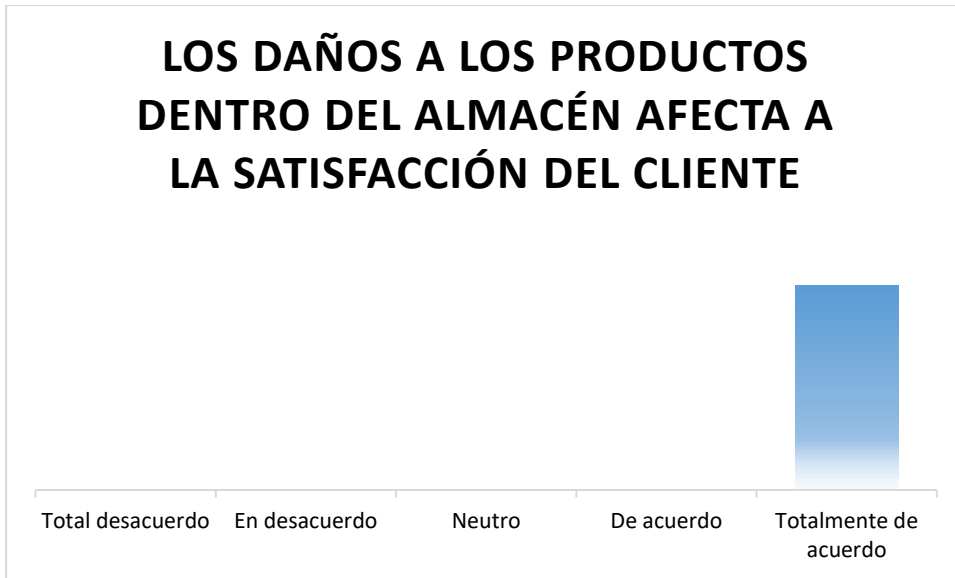 LOS DAÑOS A LOS PRODUCTOS
DENTRO DEL ALMACÉN AFECTA A
LA SATISFACCIÓN DEL CLIENTE
Total desacuerdo
En desacuerdo
Neutro
De acuerdo
Totalmente de
acuerdo